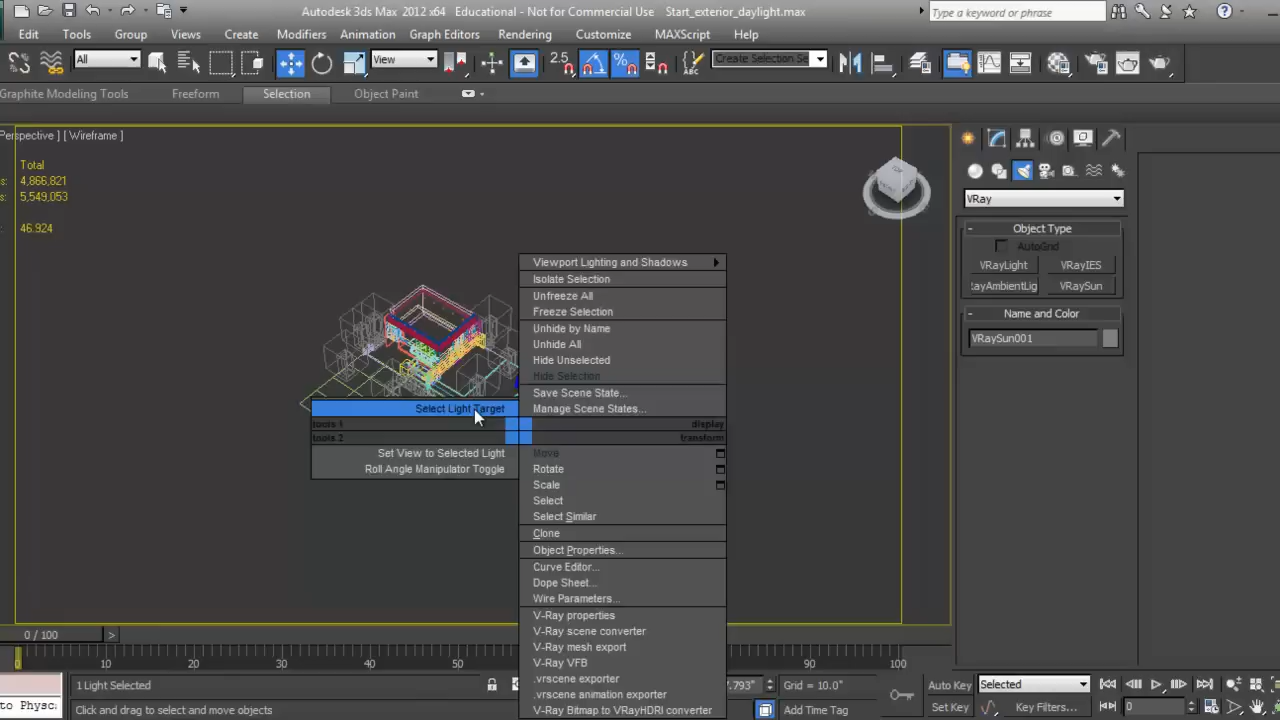 Autodesk 3ds Max 2012 x64 Educational - Not for Commercial Use Start_exterior_daylight.max
Type a keyword or phrase
Edit Tools Group Views Create Modifiers Animation Graph Editors Rendering Customize MAXScript Help
All
View
2.5
Create Selection Se
Graphite Modeling Tools Freeform Selection Object Paint
Perspective ] [ Wireframe ]
Total
s: 4,866,821
s: 5,549,053
: 46.924
VRay
- Object Type
AutoGrid
VRayLight VRayIES
RayAmbientLig VRaySun
- Name and Color
VRaySun001
Viewport Lighting and Shadows
Isolate Selection
Unfreeze All
Freeze Selection
Unhide by Name
Unhide All
Hide Unselected
Hide Selection
Save Scene State...
Manage Scene States...
Select Light Target
tools 1 display
tools 2 transform
Set View to Selected Light
Roll Angle Manipulator Toggle
Move
Rotate
Scale
Select
Select Similar
Clone
Object Properties...
Curve Editor...
Dope Sheet...
Wire Parameters...
V-Ray properties
V-Ray scene converter
V-Ray mesh export
V-Ray VFB
.vrscene exporter
.vrscene animation exporter
V-Ray Bitmap to VRayHDRI converter
0 / 100 >
0 10 20 30 40 50 90 100
to Physc
1 Light Selected
7.793" Grid = 10.0"
Auto Key Selected
Click and drag to select and move objects
Add Time Tag
Set Key Key Filters...
0